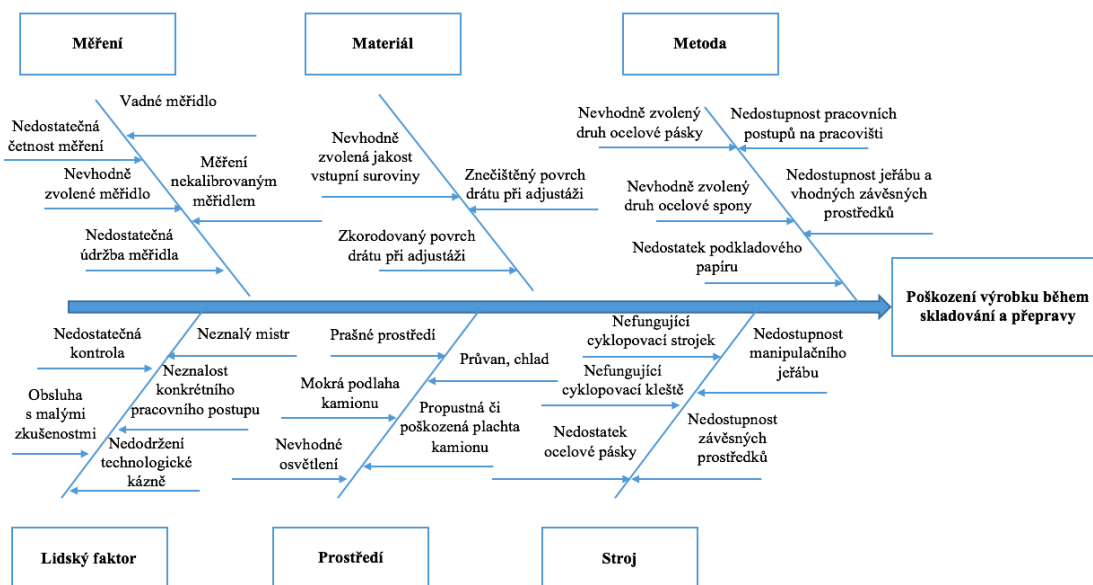 Měření
Materiál
Metoda
Vadné měřidlo
Nedostatečná
četnost měření
Nevhodně
zvolené měřidlo
Měření
nekalibrovaným
měřidlem
Nedostatečná
údržba měřidla
Nevhodně
zvolená jakost
vstupní suroviny
Znečištěný povrch
drátu při adjustáži
Zkorodovaný povrch
drátu při adjustáži
Nevhodně zvolený
druh ocelové pásky
Nedostupnost pracovních
postupů na pracovišti
Nevhodně zvolený
druh ocelové spony
Nedostupnost jeřábu a
vhodných závěsných
prostředků
Nedostatek podkladového
papíru
Poškození výrobku během
skladování a přepravy
Nedostatečná
kontrola
Neznalý mistr
Obsluha
s malými
zkušenostmi
Neznalost
konkrétního
pracovního postupu
Nedodržení
technologické
kázně
Prašné prostředí
Průvan, chlad
Mokrá podlaha
kamionu
Propustná či
poškozená plachta
kamionu
Nevhodné
osvětlení
Nefungující
cyklopovací strojek
Nedostupnost
manipulačního
jeřábu
Nefungující
cyklopovací kleště
Nedostupnost
závěsných
prostředků
Nedostatek
ocelové pásky
Lidský faktor
Prostředí
Stroj